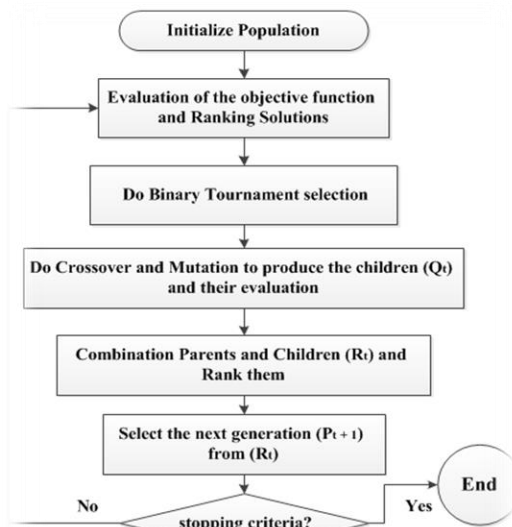 Initialize Population
Evaluation of the objective function
and Ranking Solutions
Do Binary Tournament selection
Do Crossover and Mutation to produce the children (Qt)
and their evaluation
Combination Parents and Children (Rt) and
Rank them
Select the next generation (Pt + 1)
from (Rt)
End
No
Yes
stopping criteria?